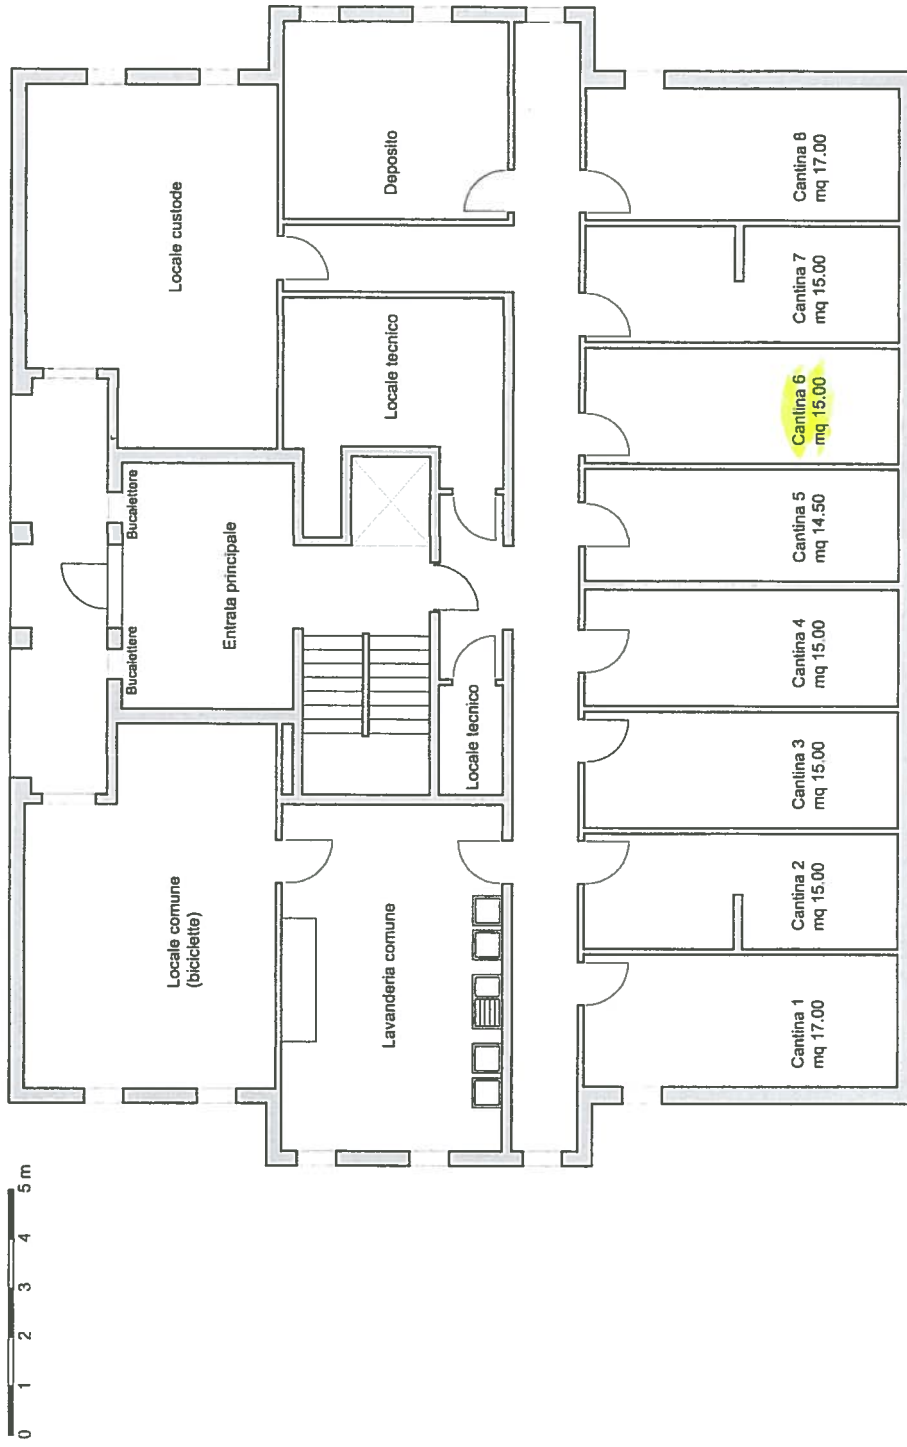 Locale custode
Deposito
Locale tecnico
Bucalettere
Entrata principale
Bucalettere
Locale tecnico
Locale comune
(biciclette)
Lavanderia comune
Cantina 1
mq 17.00
Cantina 2
mq 15.00
Cantina 3
mq 15.00
Cantina 4
mq 15.00
Cantina 5
mq 14.50
Cantina 6
mq 15.00
Cantina 7
mq 15.00
Cantina 8
mq 17.00
0 1 2 3 4 5 m